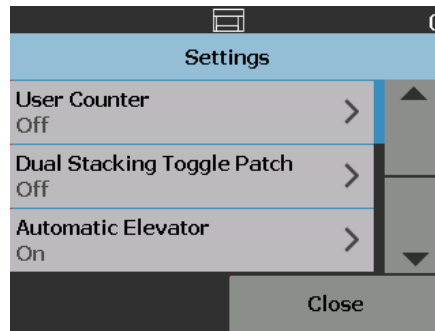 Settings
User Counter
Off
Dual Stacking Toggle Patch
Off
Automatic Elevator
On
Close